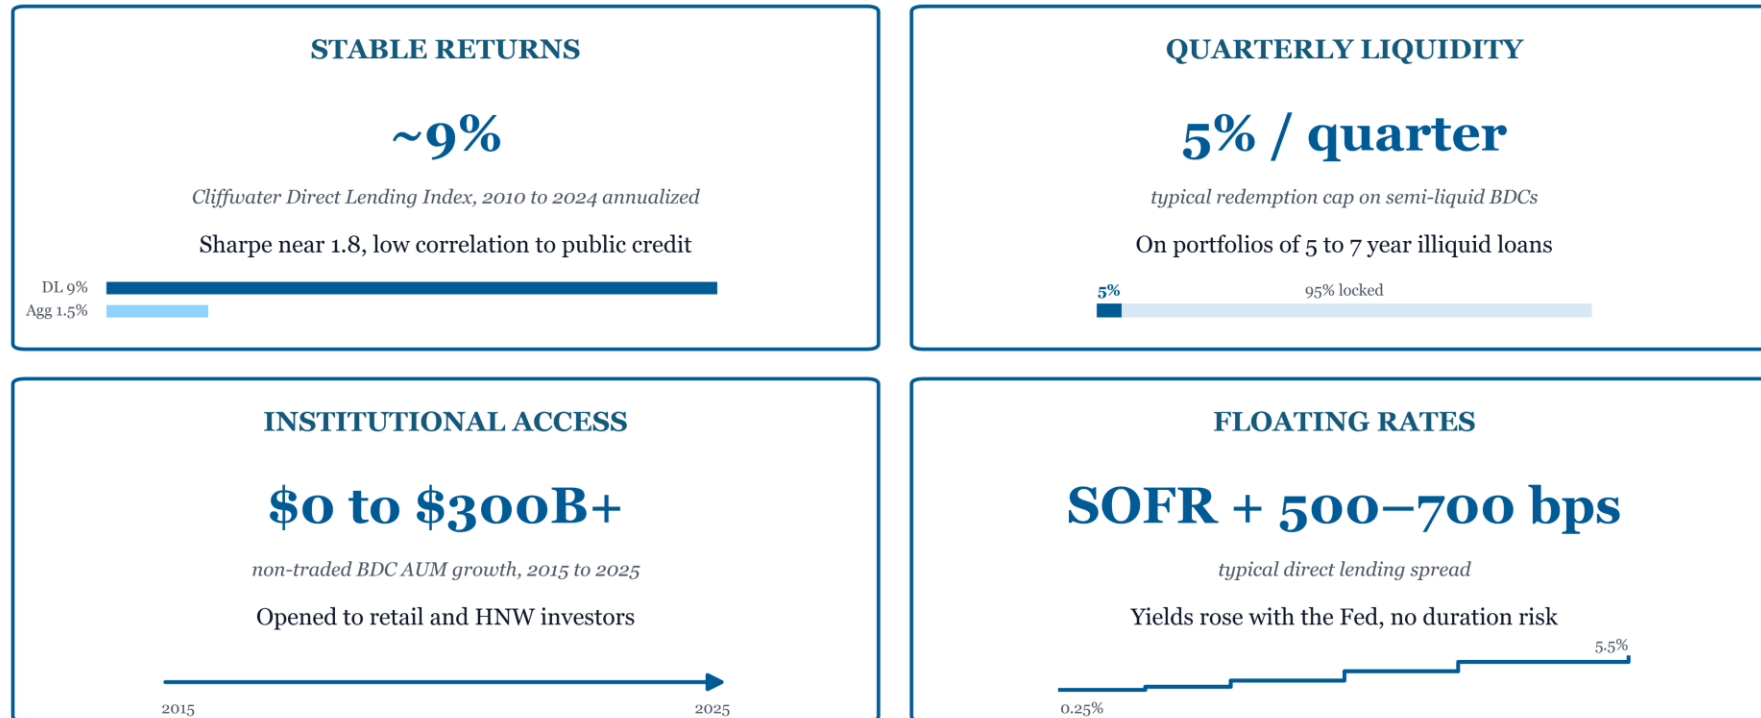 STABLE RETURNS
~9%
Cliffwater Direct Lending Index, 2010 to 2024 annualized
Sharpe near 1.8, low correlation to public credit
DL 9%
Agg 1.5%
QUARTERLY LIQUIDITY
5% / quarter
typical redemption cap on semi-liquid BDCs
On portfolios of 5 to 7 year illiquid loans
5%
95% locked
INSTITUTIONAL ACCESS
$0 to $300B+
non-traded BDC AUM growth, 2015 to 2025
Opened to retail and HNW investors
2015
2025
FLOATING RATES
SOFR + 500–700 bps
typical direct lending spread
Yields rose with the Fed, no duration risk
5.5%
0.25%